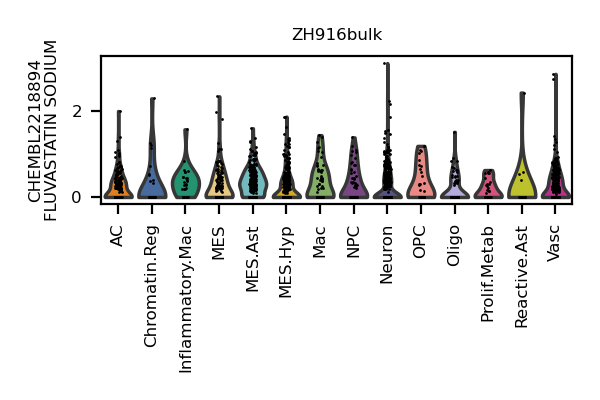 ZH916bulk
CHEMBL2218894
FLUVASTATIN SODIUM
2
0
AC
Chromatin.Reg
Inflammatory.Mac
MES
MES.Ast
MES.Hyp
Mac
NPC
Neuron
OPC
Oligo
Prolif.Metab
Reactive.Ast
Vasc